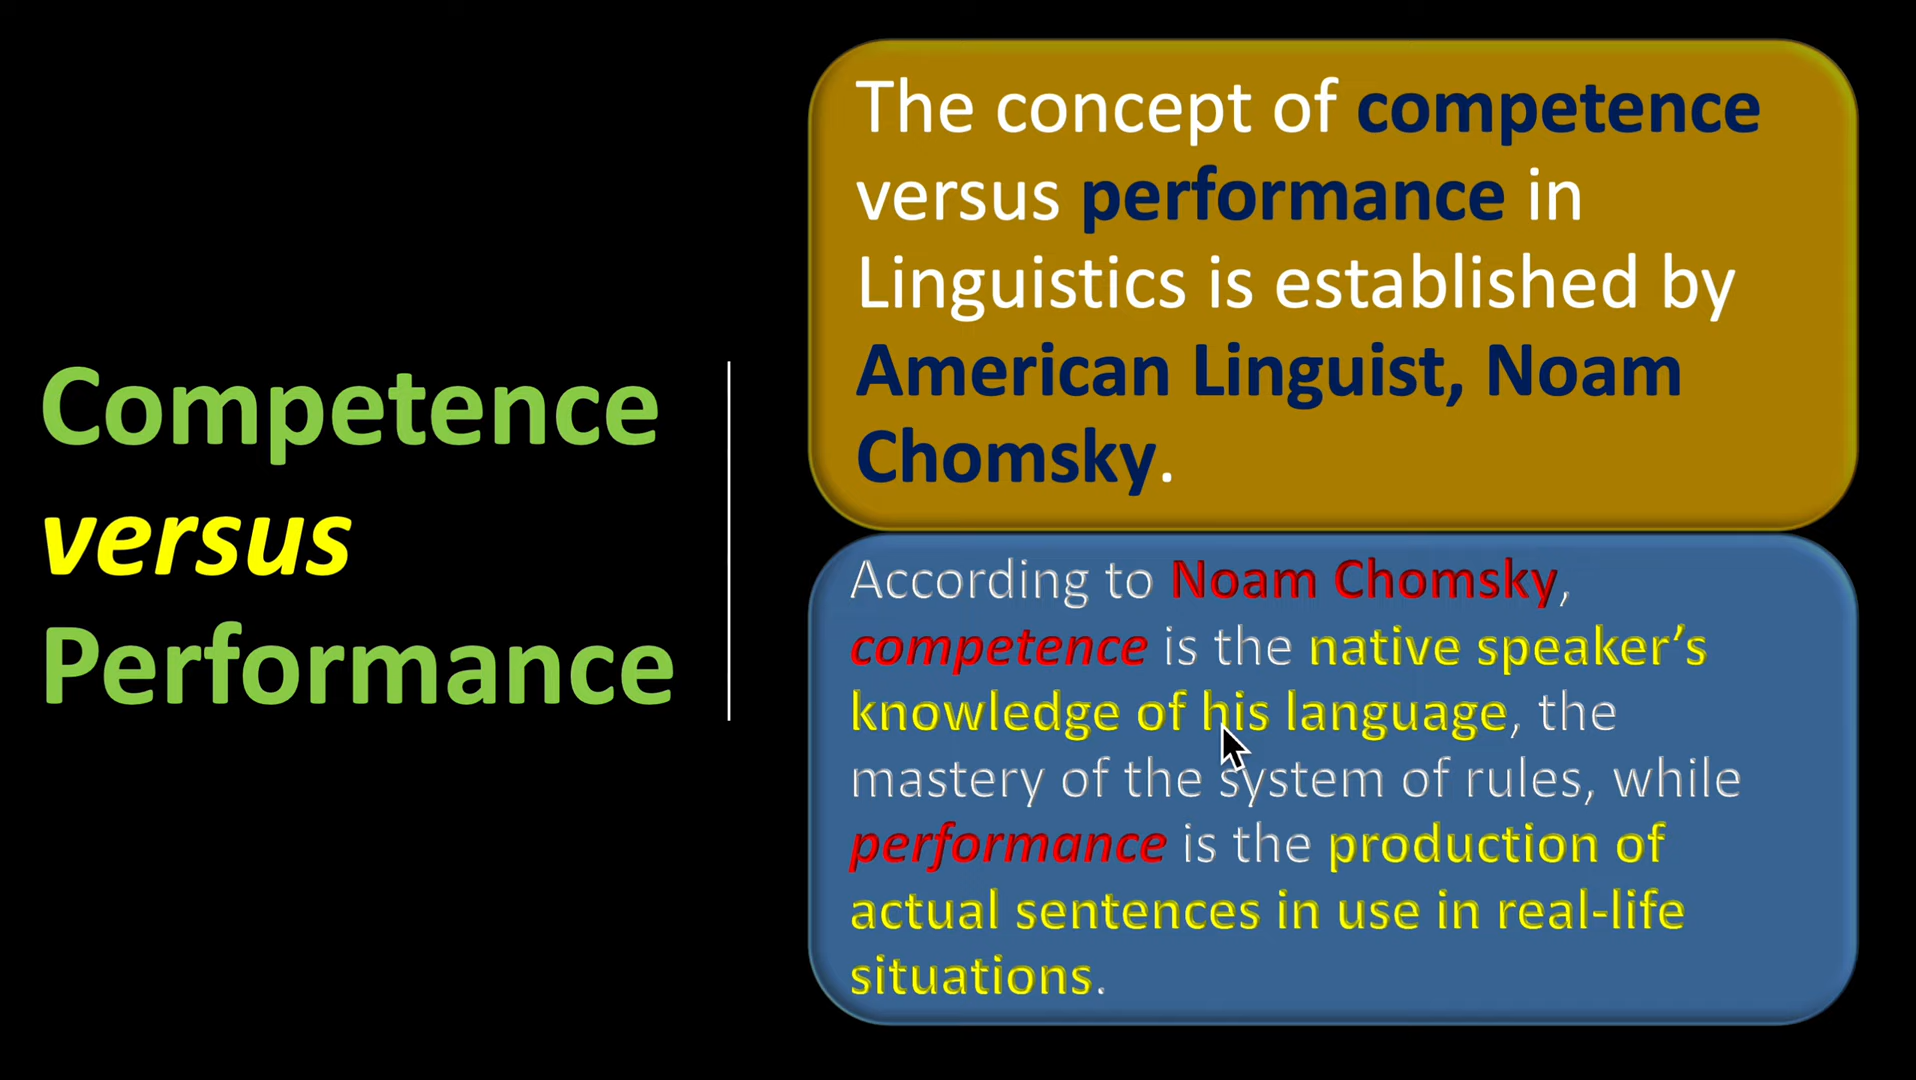 Competence
versus
Performance
The concept of competence
versus performance in
Linguistics is established by
American Linguist, Noam
Chomsky.
According to Noam Chomsky,
competence is the native speaker’s
knowledge of his language, the
mastery of the system of rules, while
performance is the production of
actual sentences in use in real-life
situations.